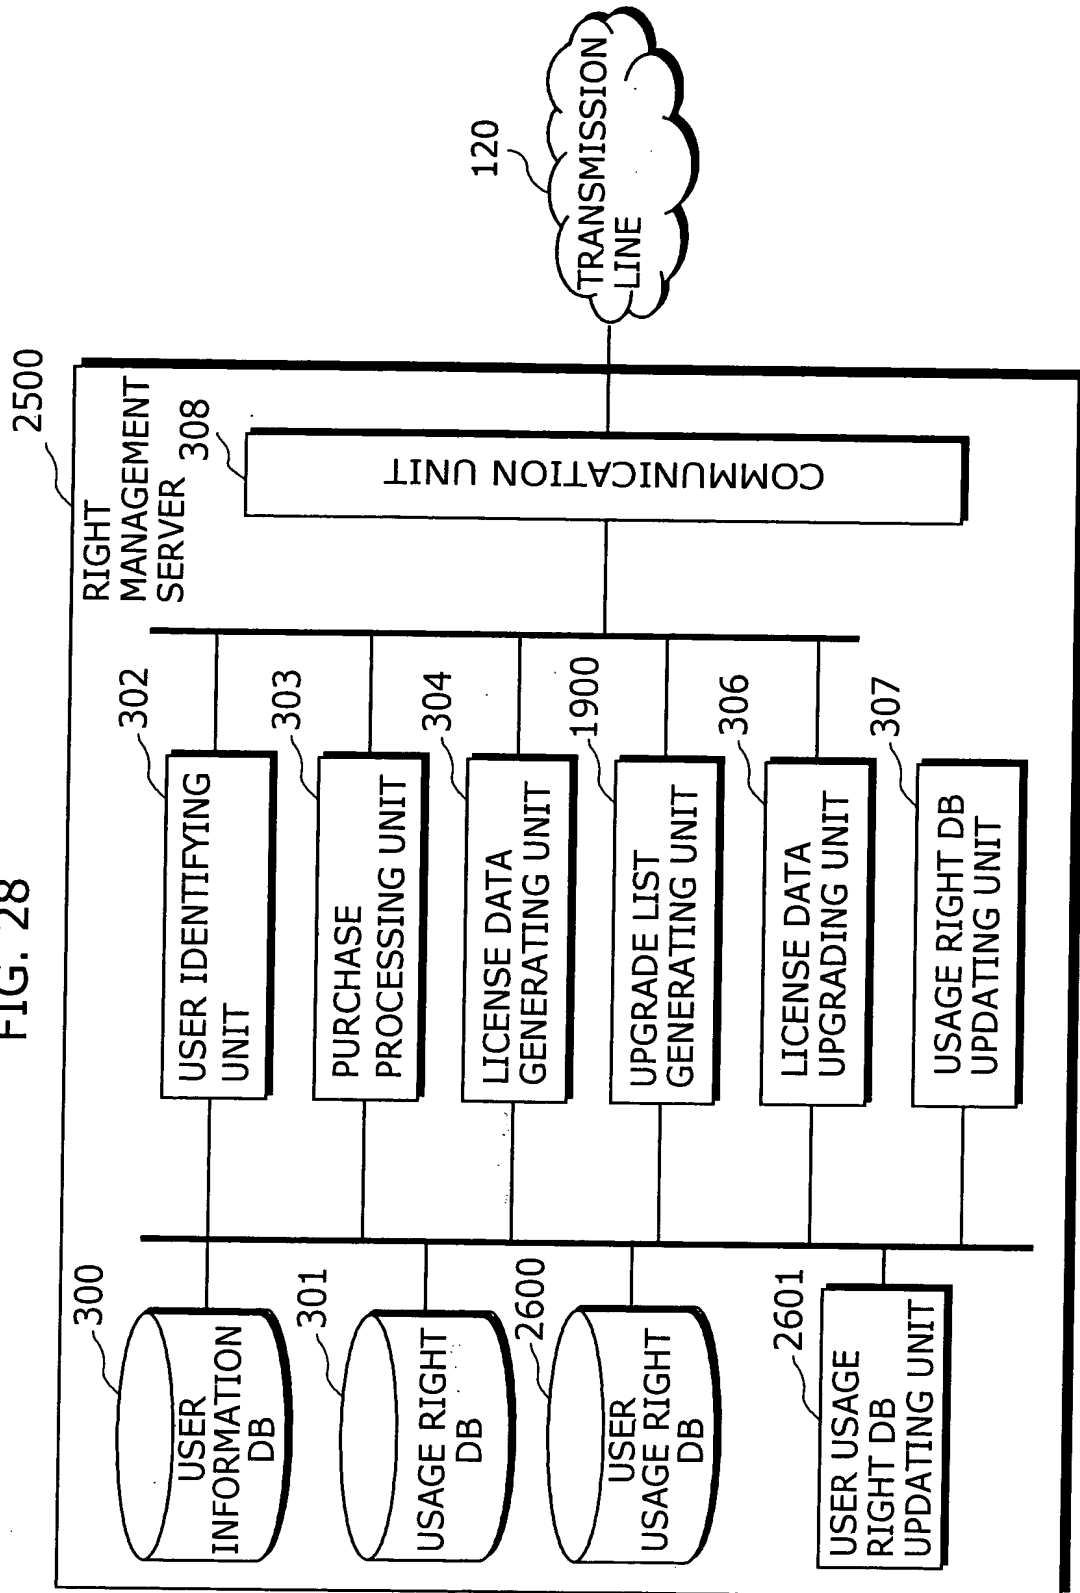 FIG. 28
2500
RIGHT
MANAGEMENT
SERVER
300
USER
INFORMATION
DB
301
USAGE RIGHT
DB
2600
USER
USAGE RIGHT
DB
2601
USER USAGE
RIGHT DB
UPDATING UNIT
302
USER IDENTIFYING
UNIT
303
PURCHASE
PROCESSING UNIT
304
LICENSE DATA
GENERATING UNIT
1900
UPGRADE LIST
GENERATING UNIT
306
LICENSE DATA
UPGRADING UNIT
307
USAGE RIGHT DB
UPDATING UNIT
308
COMMUNICATION UNIT
120
TRANSMISSION
LINE